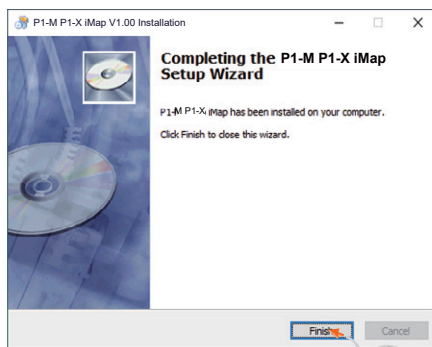 P1-M P1-X iMap V1.00 Installation
Completing the P1-M P1-X iMap
Setup Wizard
P1-M P1-X iMap has been installed on your computer.
Click Finish to close this wizard.
Finish Cancel